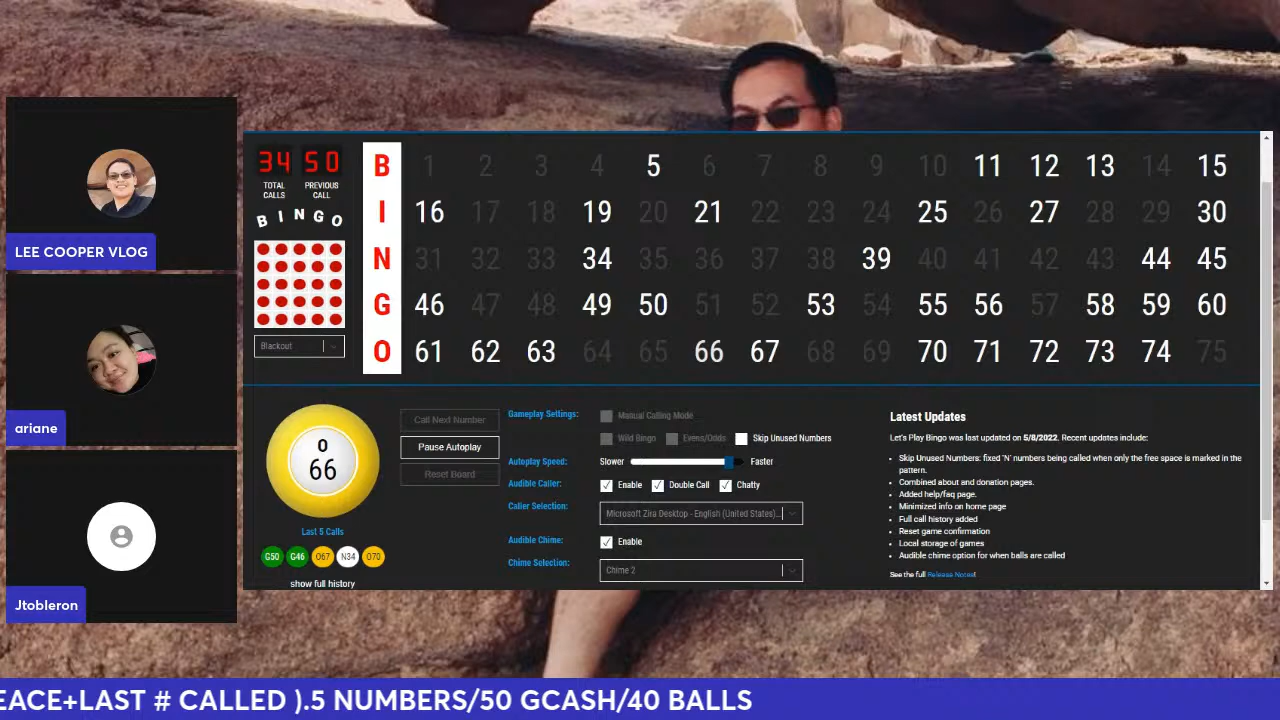 LEE COOPER VLOG
ariane
Jtobleron
34 50
TOTAL CALLS
PREVIOUS CALL
BINGO
Blackout
B 1 2 3 4 5 6 7 8 9 10 11 12 13 14 15
I 16 17 18 19 20 21 22 23 24 25 26 27 28 29 30
N 31 32 33 34 35 36 37 38 39 40 41 42 43 44 45
G 46 47 48 49 50 51 52 53 54 55 56 57 58 59 60
O 61 62 63 64 65 66 67 68 69 70 71 72 73 74 75
O
66
Last 5 Calls
G50 G46 O67 N34 O70
show full history
Call Next Number
Pause Autoplay
Reset Board
Gameplay Settings:
Manual Calling Mode
Wild Bingo Evens/Odds Skip Unused Numbers
Autoplay Speed: Slower Faster
Audible Caller: Enable Double Call Chatty
Caller Selection: Microsoft Zira Desktop - English (United States)...
Audible Chime: Enable
Chime Selection: Chime 2
Latest Updates
Let's Play Bingo was last updated on 5/8/2022. Recent updates include:
Skip Unused Numbers: fixed 'N' numbers being called when only the free space is marked in the
pattern.
Combined about and donation pages.
Added help/faq page.
Minimized info on home page
Full call history added
Reset game confirmation
Local storage of games
Audible chime option for when balls are called
See the full Release Notes!
EACE+LAST # CALLED ).5 NUMBERS/50 GCASH/40 BALLS